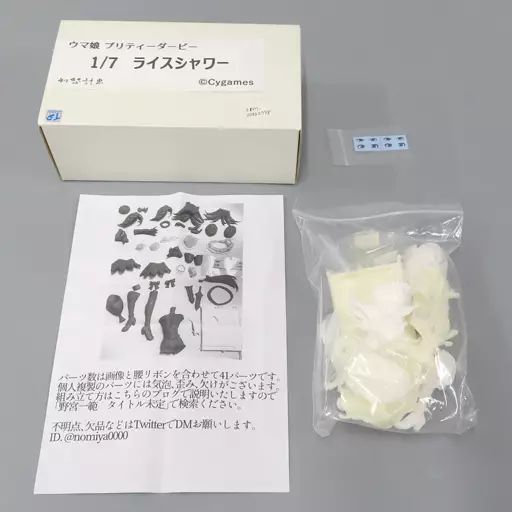 ウマ娘 プリティーダービー
1/7 ライスシャワー
©Cygames
パーツ数は画像と腰リボンを合わせて41パーツです。
個人複製のパーツには気泡、歪み、欠けがございます。
組み立て方はこちらのブログで説明いたしますので
「野宮一範　タイトル未定」で検索ください。
不明点、欠品などはTwitterでDMお願いします。
ID. @nomiya0000